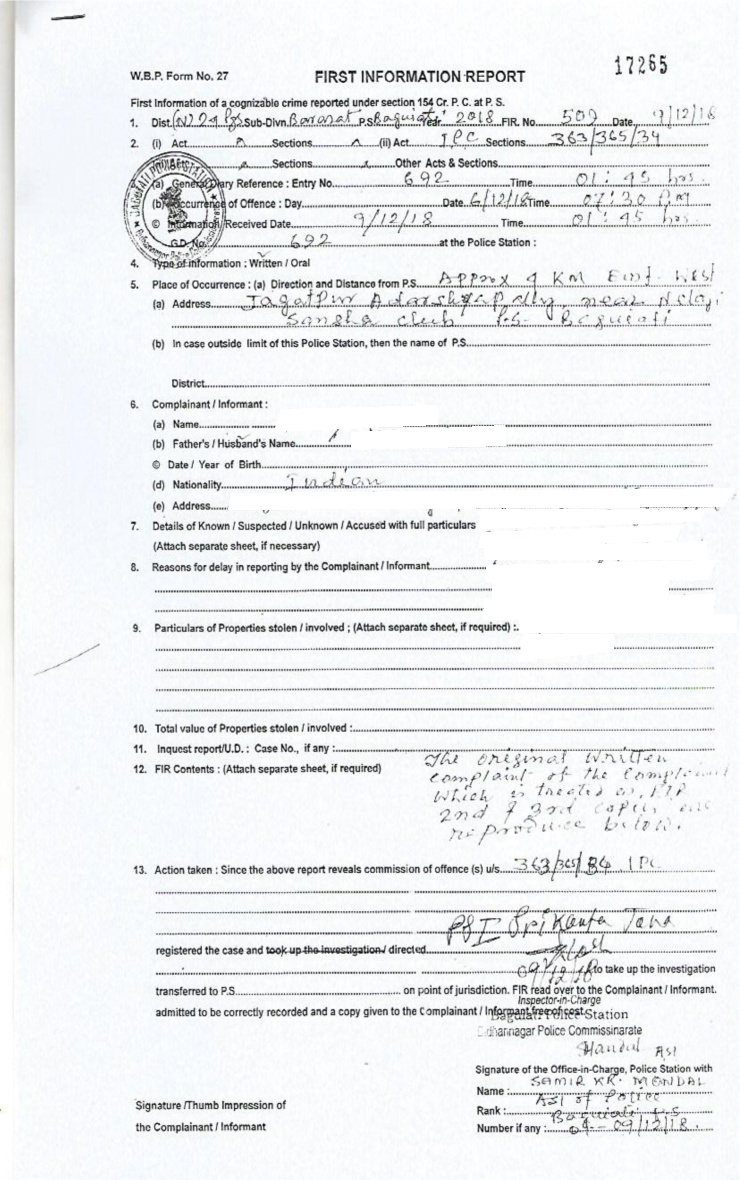 17265
W.B.P. Form No. 27 FIRST INFORMATION REPORT
First Information of a cognizable crime reported under section 154 Cr. P. C. at P. S.
1. Dist. (N) 24 Pgs Sub-Divn. Barasat P.S. Baguiati Year 2018 FIR. No. 509 Date 9/12/18
2. (i) Act Sections (ii) Act IPC Sections 363/365/34
Sections Other Acts & Sections
(a) General Diary Reference : Entry No. 692 Time 01:45 hrs.
(b) Occurrence of Offence : Day Date 6/12/18 Time 07:30 PM
© Information Received Date 9/12/18 Time 01:45 hrs.
G.D. No. 692 at the Police Station :
4. Type of information : Written / Oral
5. Place of Occurrence : (a) Direction and Distance from P.S. Approx 4 KM West
(a) Address Jagatpur Adarshapally, near
club P.S- Baguiati
(b) In case outside limit of this Police Station, then the name of P.S.
District
6. Complainant / Informant :
(a) Name
(b) Father's / Husband's Name
© Date / Year of Birth
(d) Nationality Indian
(e) Address
7. Details of Known / Suspected / Unknown / Accused with full particulars
(Attach separate sheet, if necessary)
8. Reasons for delay in reporting by the Complainant / Informant
9. Particulars of Properties stolen / involved ; (Attach separate sheet, if required) :.
10. Total value of Properties stolen / involved :
11. Inquest report/U.D. : Case No., if any :
12. FIR Contents : (Attach separate sheet, if required) The original written
complaint of the Complainant
which is treated as FIR
2nd & 3rd copies are
reproduce below.
13. Action taken : Since the above report reveals commission of offence (s) u/s. 363/365/34 IPC
PSI Srikanta Jana
registered the case and took up the investigation / directed
09/12/18 to take up the investigation
transferred to P.S. on point of jurisdiction. FIR read over to the Complainant / Informant.
Inspector-in-Charge
admitted to be correctly recorded and a copy given to the Complainant / Informant free of cost
Baguiati Police Station
Bidhannagar Police Commissinarate
Mandal ASI
Signature of the Office-in-Charge, Police Station with
Name : SAMIR KR. MONDAL
Signature /Thumb Impression of
Rank : ASI of Police
the Complainant / Informant
Baguiati P.S
Number if any : 09/12/18.